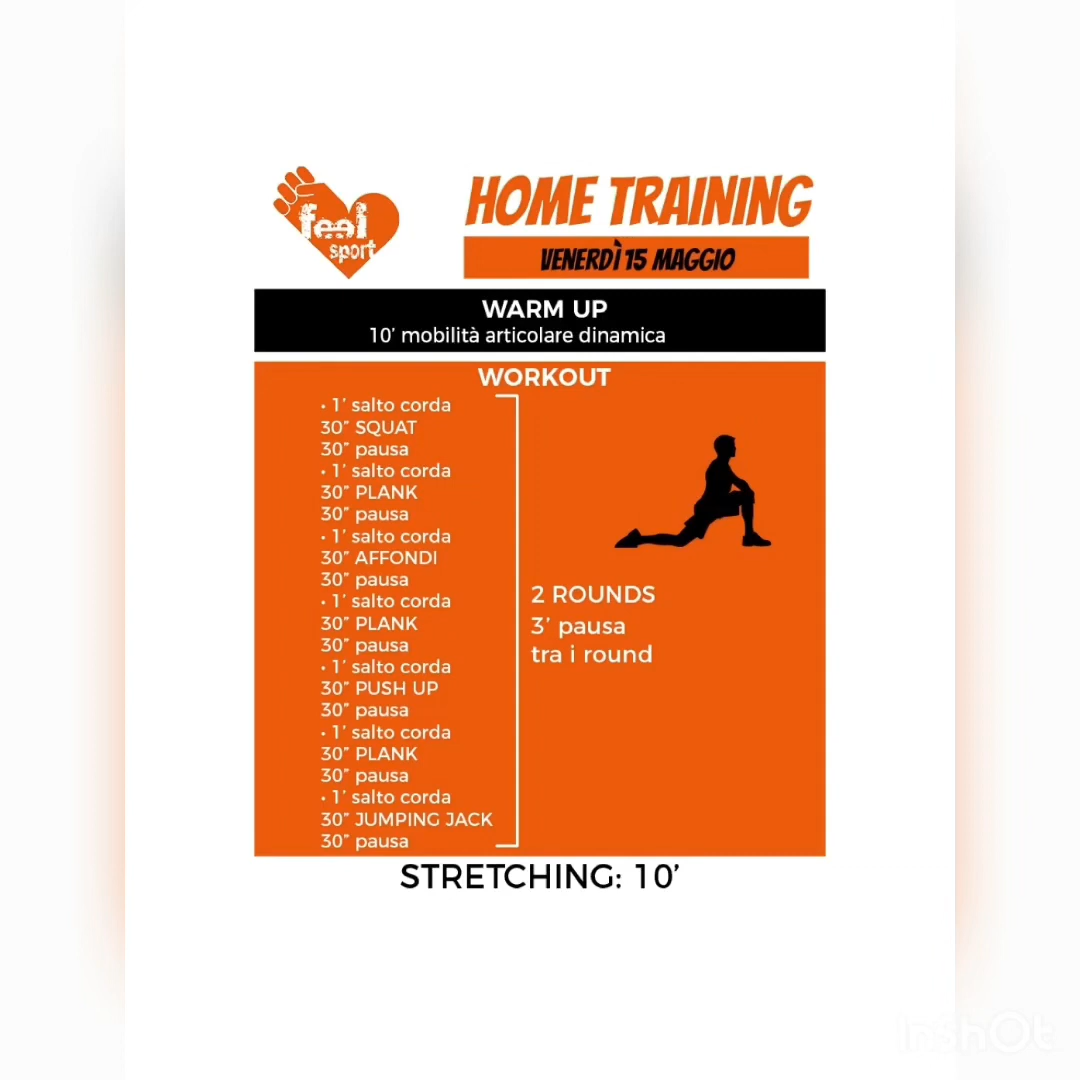 feel
sport
HOME TRAINING
VENERDÌ 15 MAGGIO
WARM UP
10’ mobilità articolare dinamica
WORKOUT
• 1’ salto corda
30” SQUAT
30” pausa
• 1’ salto corda
30” PLANK
30” pausa
• 1’ salto corda
30” AFFONDI
30” pausa
• 1’ salto corda
30” PLANK
30” pausa
• 1’ salto corda
30” PUSH UP
30” pausa
• 1’ salto corda
30” PLANK
30” pausa
• 1’ salto corda
30” JUMPING JACK
30” pausa
2 ROUNDS
3’ pausa
tra i round
STRETCHING: 10’
InShOt